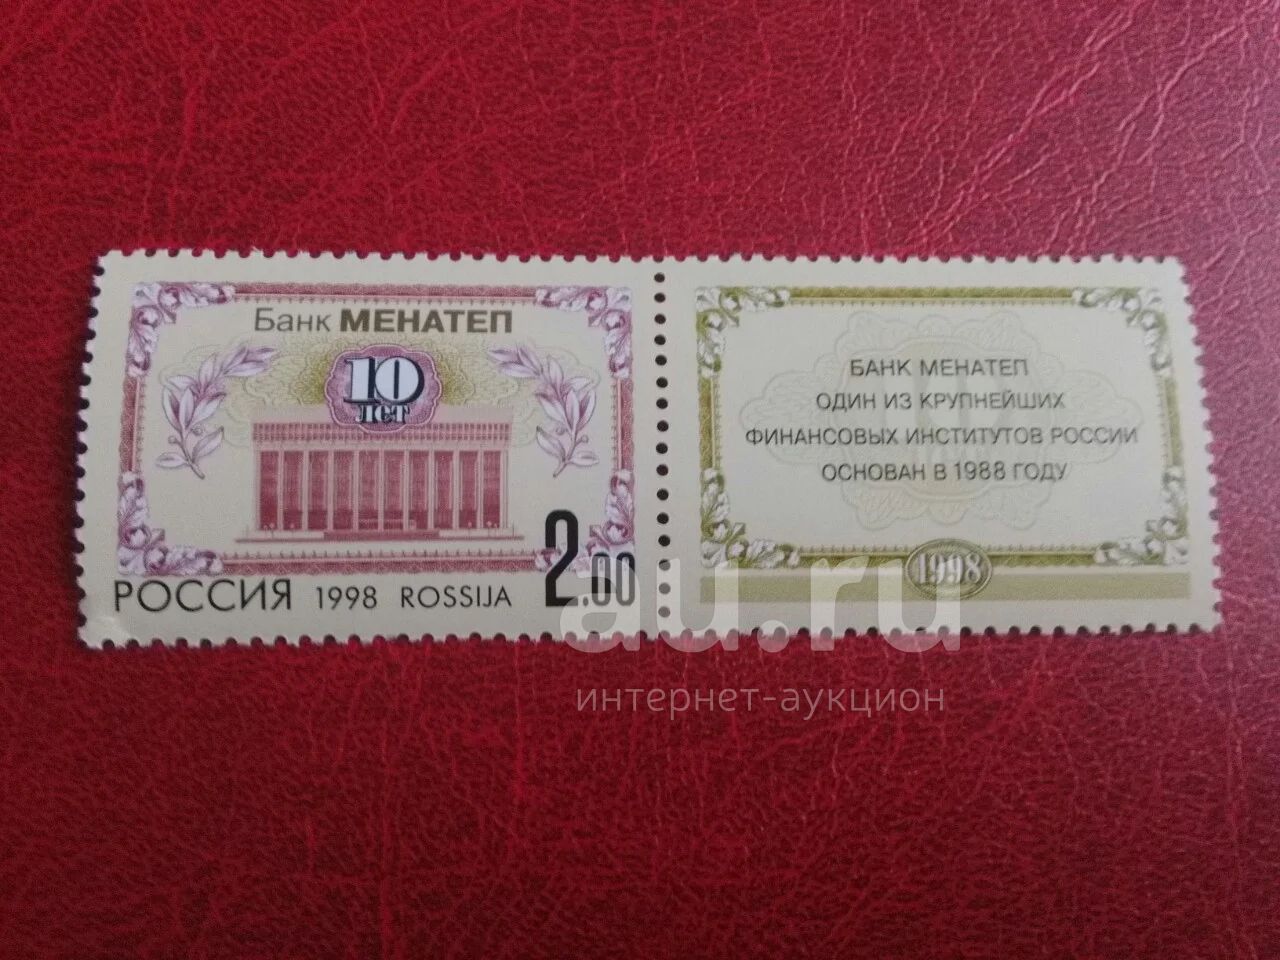 Банк МЕНАТЕП
10
ЛЕТ
2.00
РОССИЯ 1998 ROSSIJA
БАНК МЕНАТЕП
ОДИН ИЗ КРУПНЕЙШИХ
ФИНАНСОВЫХ ИНСТИТУТОВ РОССИИ
ОСНОВАН В 1988 ГОДУ
1998
au.ru
интернет-аукцион